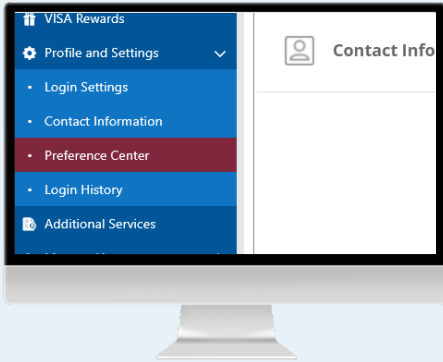 VISA Rewards
Profile and Settings
Login Settings
Contact Information
Preference Center
Login History
Additional Services
Contact Info